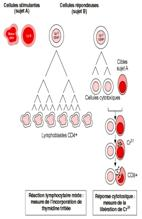 Cellules stimulantes
(sujet A)
Cellules répondeuses
(sujet B)
Cibles
sujet A
Cellules cytotoxiques
Lymphoblastes CD4+
Cr51
CD8+
Réaction lymphocytaire mixte :
mesure de l'incorporation de
thymidine tritiée
Réponse cytotoxique :
mesure de la
libération de Cr51